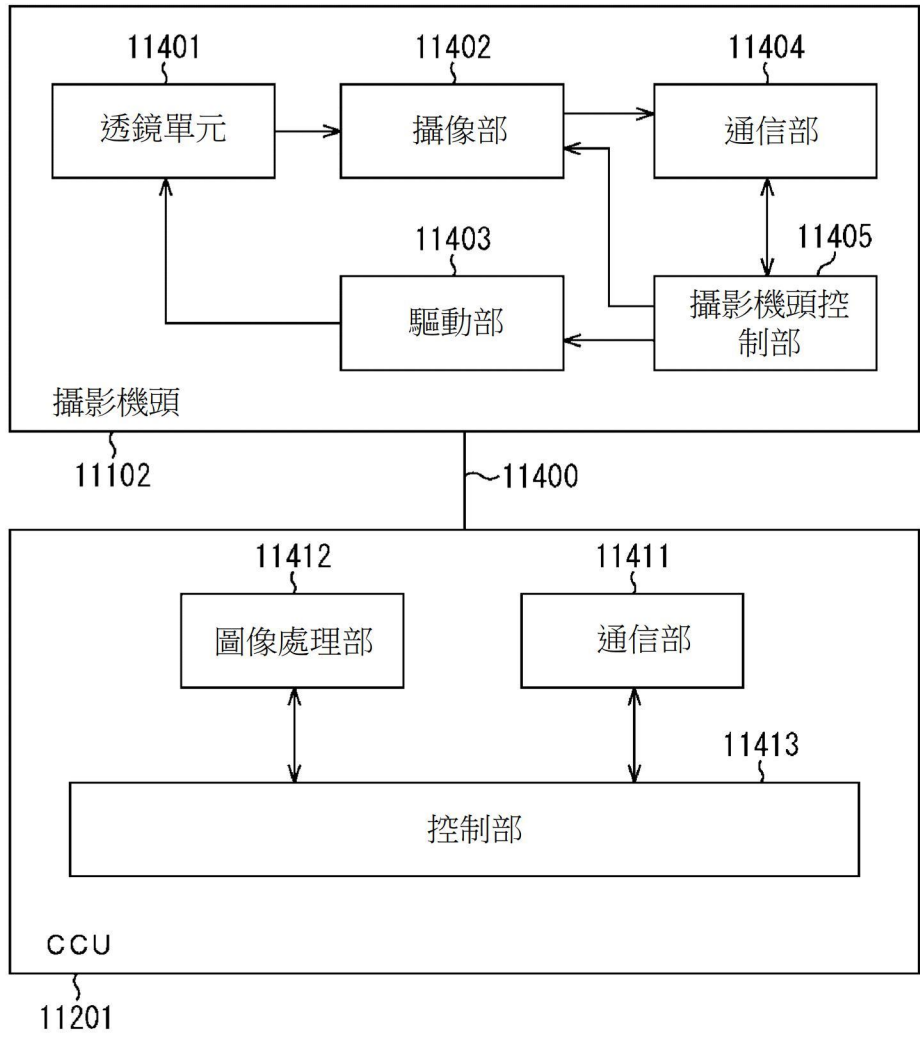 11401
11402
11404
透鏡單元
攝像部
通信部
11403
11405
驅動部
攝影機頭控
制部
攝影機頭
11102
11400
11412
11411
圖像處理部
通信部
11413
控制部
CCU
11201